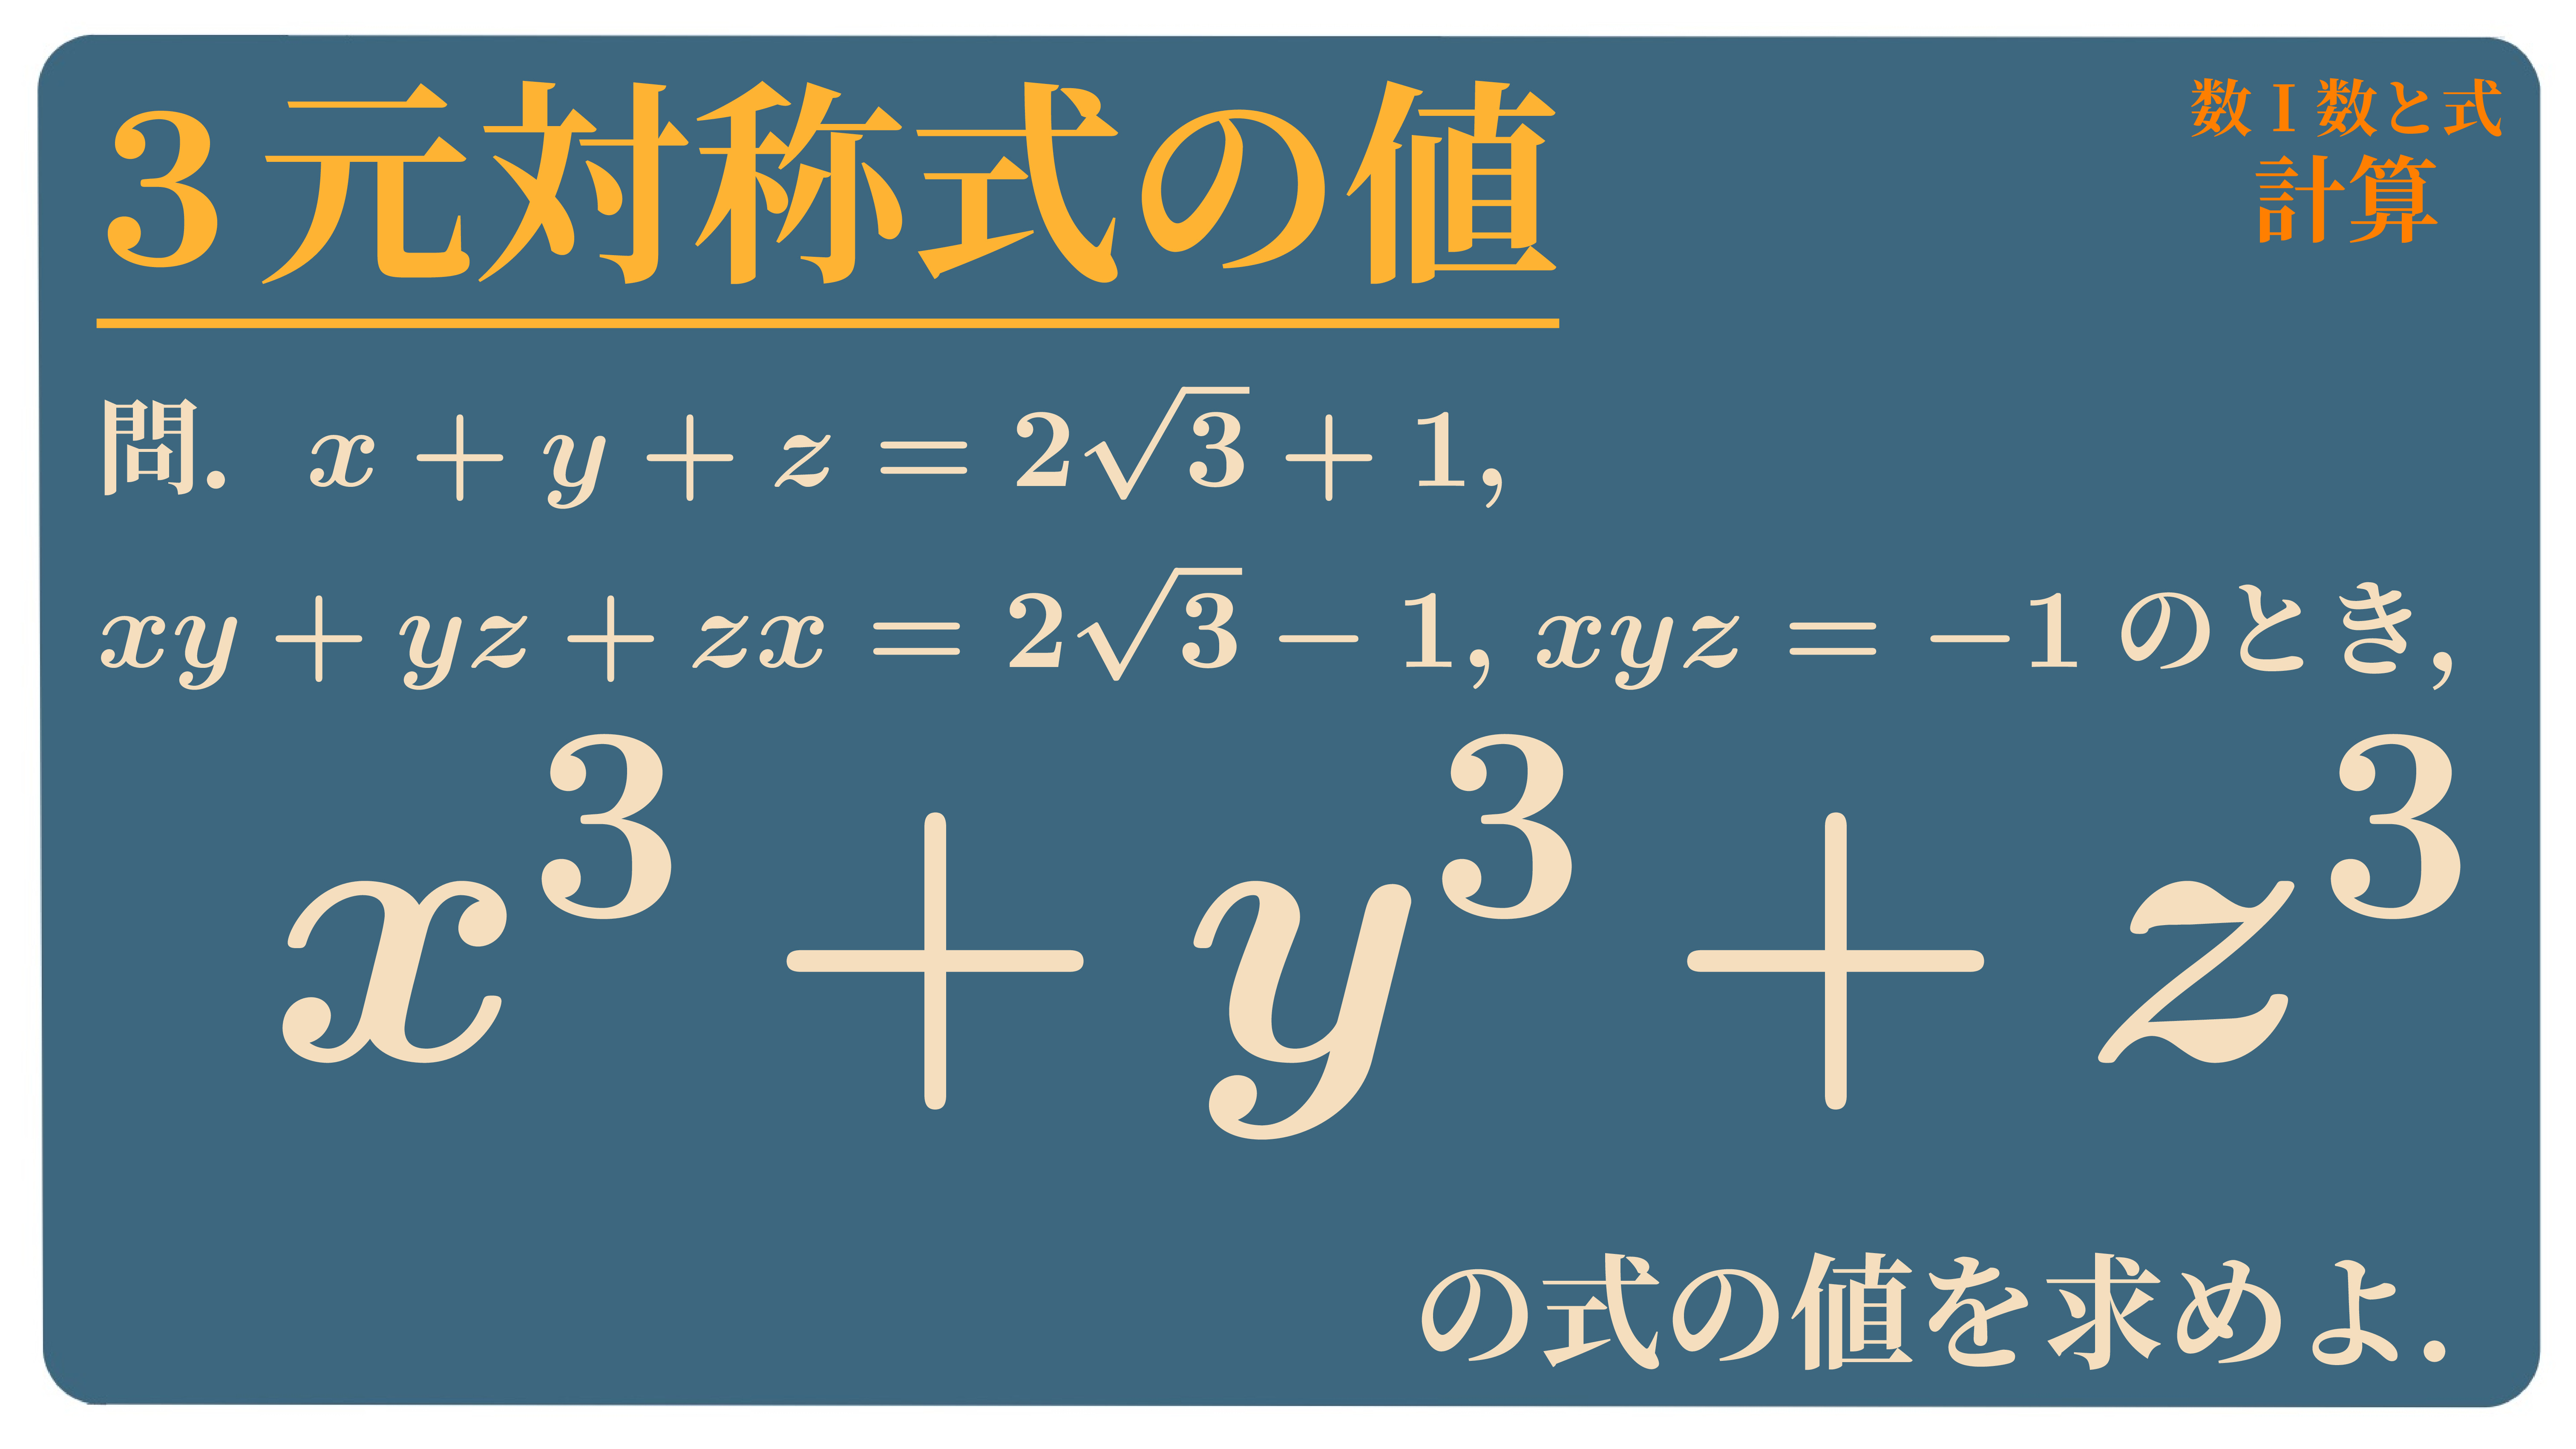 3元対称式の値
数Ⅰ数と式
計算
問. x + y + z = 2√3 + 1,
xy + yz + zx = 2√3 − 1, xyz = −1 のとき,
x³ + y³ + z³
の式の値を求めよ.